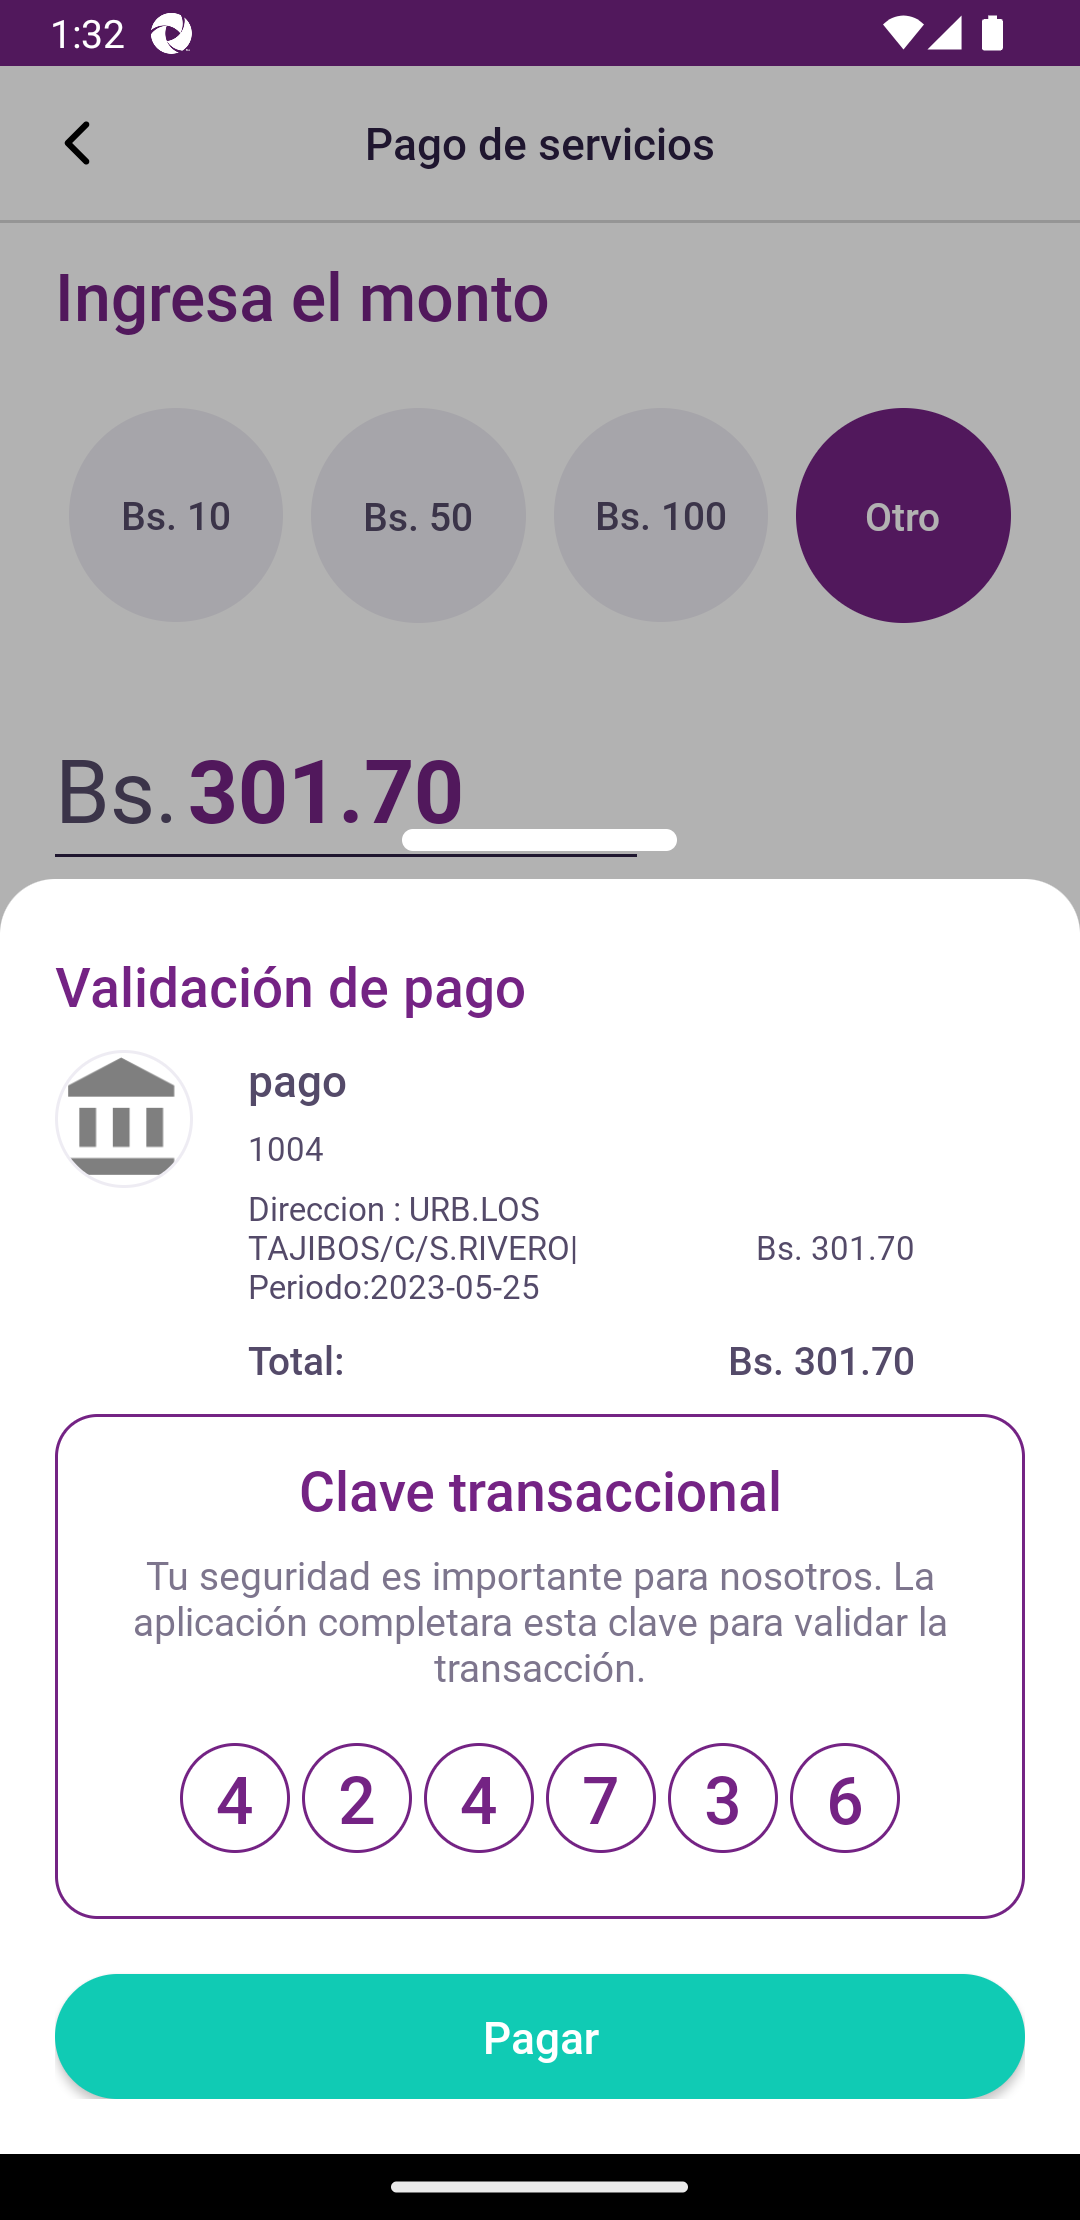 1:32
Pago de servicios
Ingresa el monto
Bs. 10
Bs. 50
Bs. 100
Otro
Bs. 301.70
Validación de pago
pago
1004
Direccion : URB.LOS
TAJIBOS/C/S.RIVERO|
Periodo:2023-05-25
Bs. 301.70
Total:
Bs. 301.70
Clave transaccional
Tu seguridad es importante para nosotros. La
aplicación completara esta clave para validar la
transacción.
4 2 4 7 3 6
Pagar